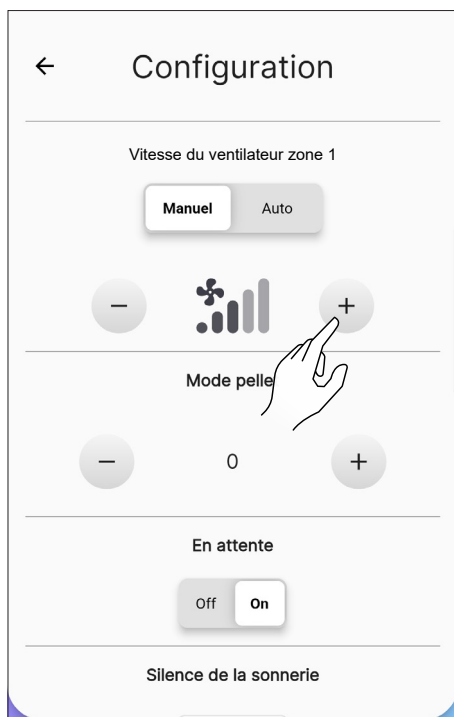 Configuration
Vitesse du ventilateur zone 1
Manuel Auto
Mode pelle
0
En attente
Off On
Silence de la sonnerie